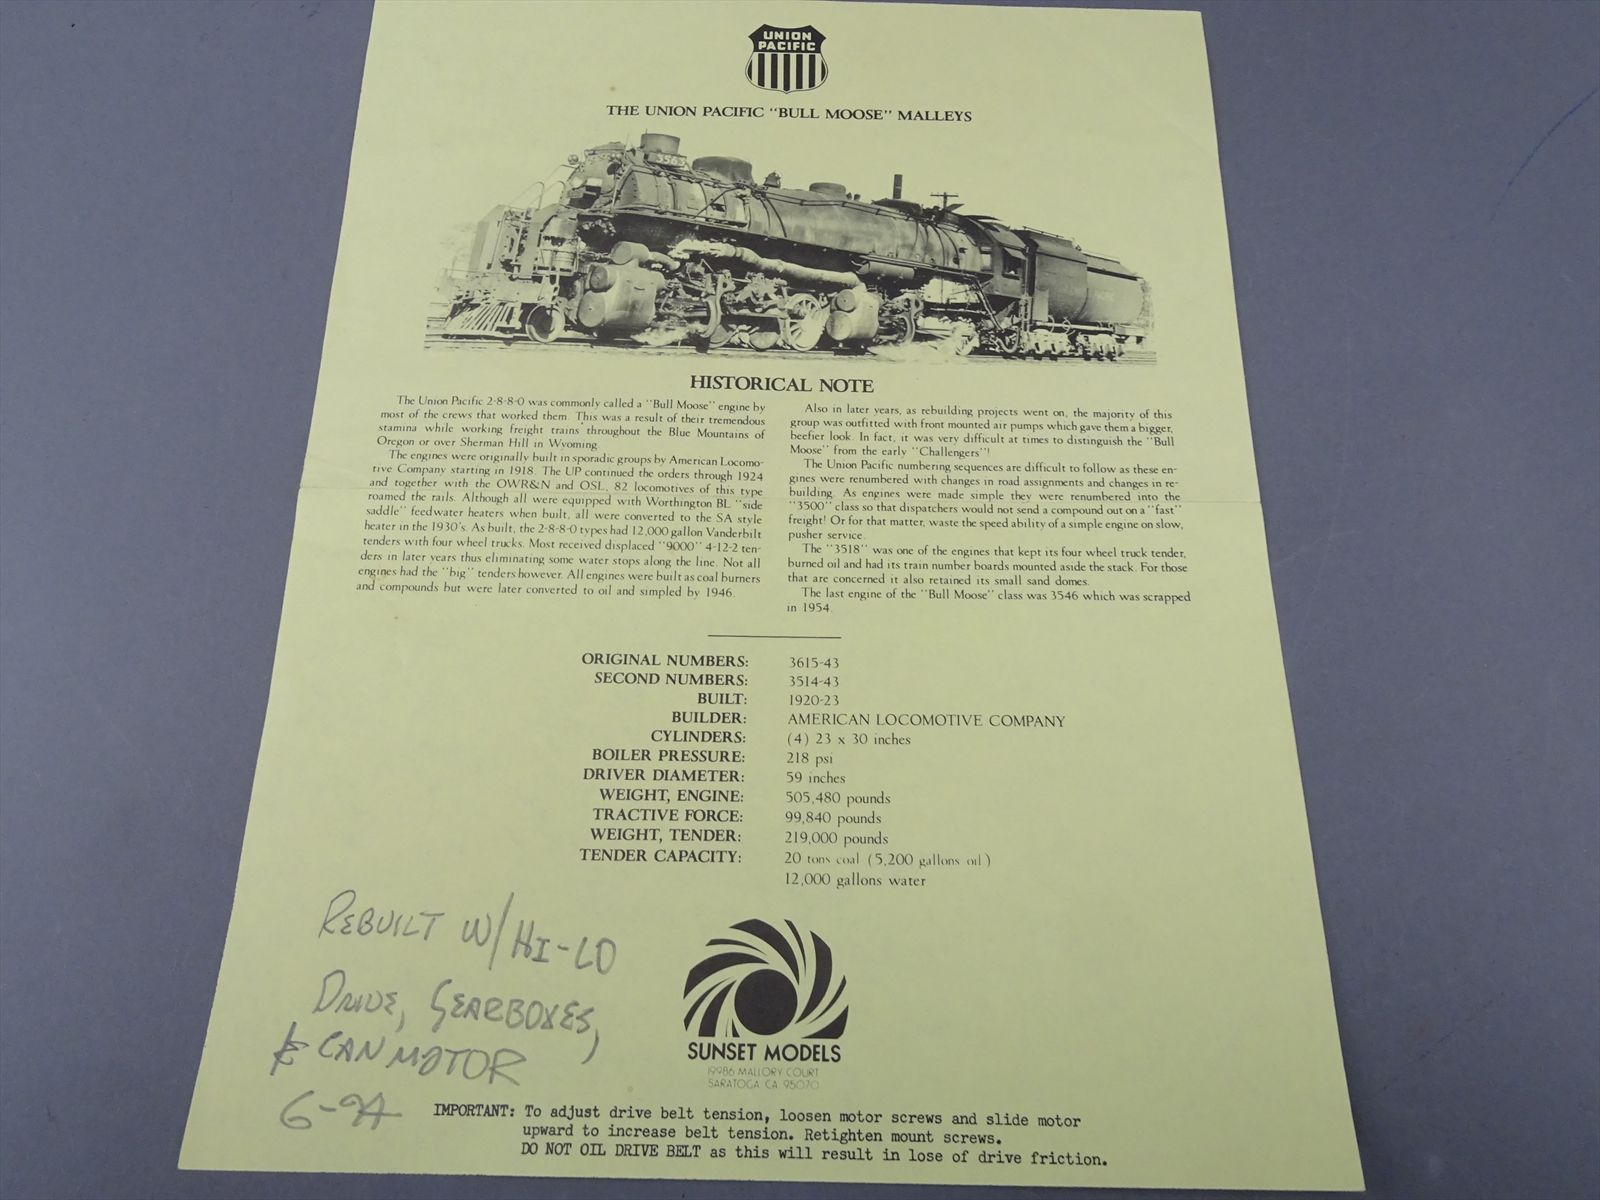 UNION
PACIFIC
THE UNION PACIFIC "BULL MOOSE" MALLEYS
3563
HISTORICAL NOTE
The Union Pacific 2-8-8-0 was commonly called a "Bull Moose" engine by
most of the crews that worked them. This was a result of their tremendous
stamina while working freight trains throughout the Blue Mountains of
Oregon or over Sherman Hill in Wyoming.
The engines were originally built in sporadic groups by American Locomo-
tive Company starting in 1918. The UP continued the orders through 1924
and together with the OWR&N and OSL, 82 locomotives of this type
roamed the rails. Although all were equipped with Worthington BL "side
saddle" feedwater heaters when built, all were converted to the SA style
heater in the 1930's. As built, the 2-8-8-0 types had 12,000 gallon Vanderbilt
tenders with four wheel trucks. Most received displaced "9000" 4-12-2 ten-
ders in later years thus eliminating some water stops along the line. Not all
engines had the "big" tenders however. All engines were built as coal burners
and compounds but were later converted to oil and simpled by 1946.
Also in later years, as rebuilding projects went on, the majority of this
group was outfitted with front mounted air pumps which gave them a bigger,
beefier look. In fact, it was very difficult at times to distinguish the "Bull
Moose" from the early "Challengers"!
The Union Pacific numbering sequences are difficult to follow as these en-
gines were renumbered with changes in road assignments and changes in re-
building. As engines were made simple they were renumbered into the
"3500" class so that dispatchers would not send a compound out on a "fast"
freight! Or for that matter, waste the speed ability of a simple engine on slow,
pusher service.
The "3518" was one of the engines that kept its four wheel truck tender,
burned oil and had its train number boards mounted aside the stack. For those
that are concerned it also retained its small sand domes.
The last engine of the "Bull Moose" class was 3546 which was scrapped
in 1954.
ORIGINAL NUMBERS: 3615-43
SECOND NUMBERS: 3514-43
BUILT: 1920-23
BUILDER: AMERICAN LOCOMOTIVE COMPANY
CYLINDERS: (4) 23 x 30 inches
BOILER PRESSURE: 218 psi
DRIVER DIAMETER: 59 inches
WEIGHT, ENGINE: 505,480 pounds
TRACTIVE FORCE: 99,840 pounds
WEIGHT, TENDER: 219,000 pounds
TENDER CAPACITY: 20 tons coal (5,200 gallons oil)
12,000 gallons water
REBUILT W/ HI-LO
DRIVE, GEARBOXES,
& CAN MOTOR
6-94
SUNSET MODELS
19986 MALLORY COURT
SARATOGA CA. 95070
IMPORTANT: To adjust drive belt tension, loosen motor screws and slide motor
upward to increase belt tension. Retighten mount screws.
DO NOT OIL DRIVE BELT as this will result in lose of drive friction.